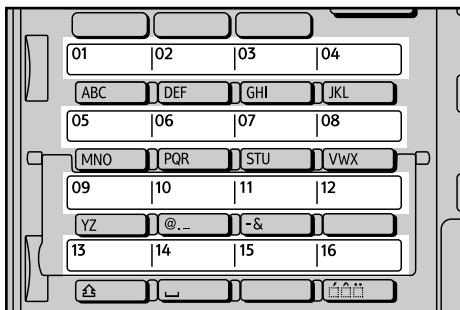 01 02 03 04
ABC DEF GHI JKL
05 06 07 08
MNO PQR STU VWX
09 10 11 12
YZ @._ -&
13 14 15 16
ÓÔÖ